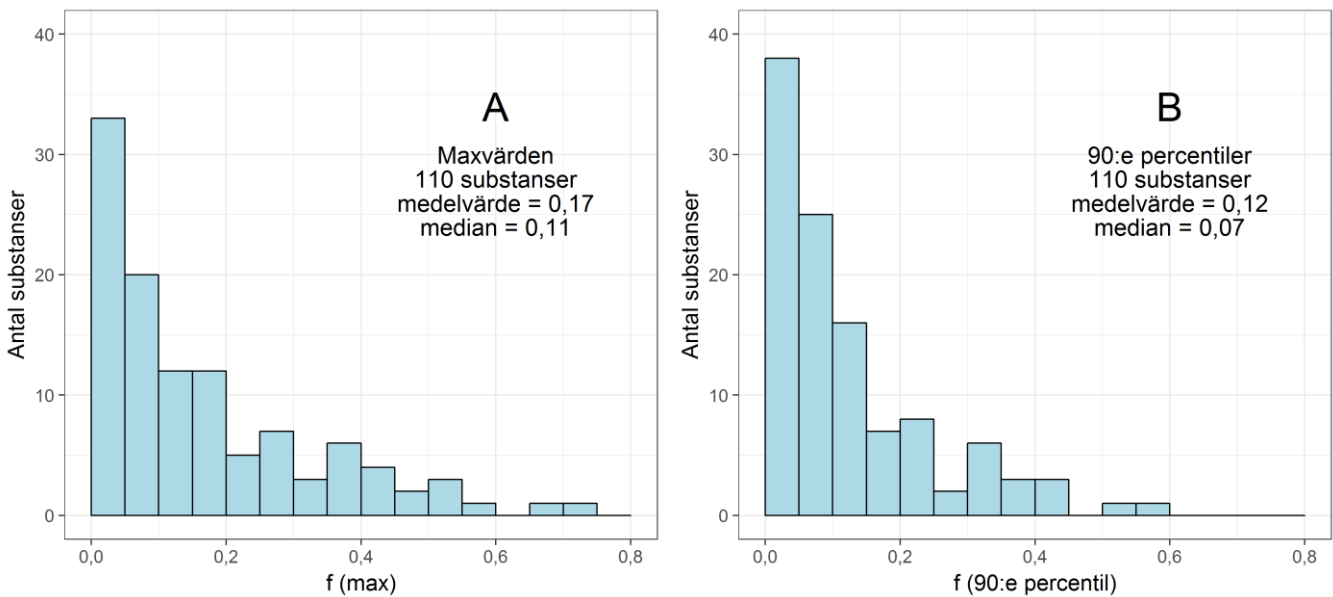 A
Maxvärden
110 substanser
medelvärde = 0,17
median = 0,11
Antal substanser
40
30
20
10
0
0,0 0,2 0,4 0,6 0,8
f (max)
B
90:e percentiler
110 substanser
medelvärde = 0,12
median = 0,07
Antal substanser
40
30
20
10
0
0,0 0,2 0,4 0,6 0,8
f (90:e percentil)